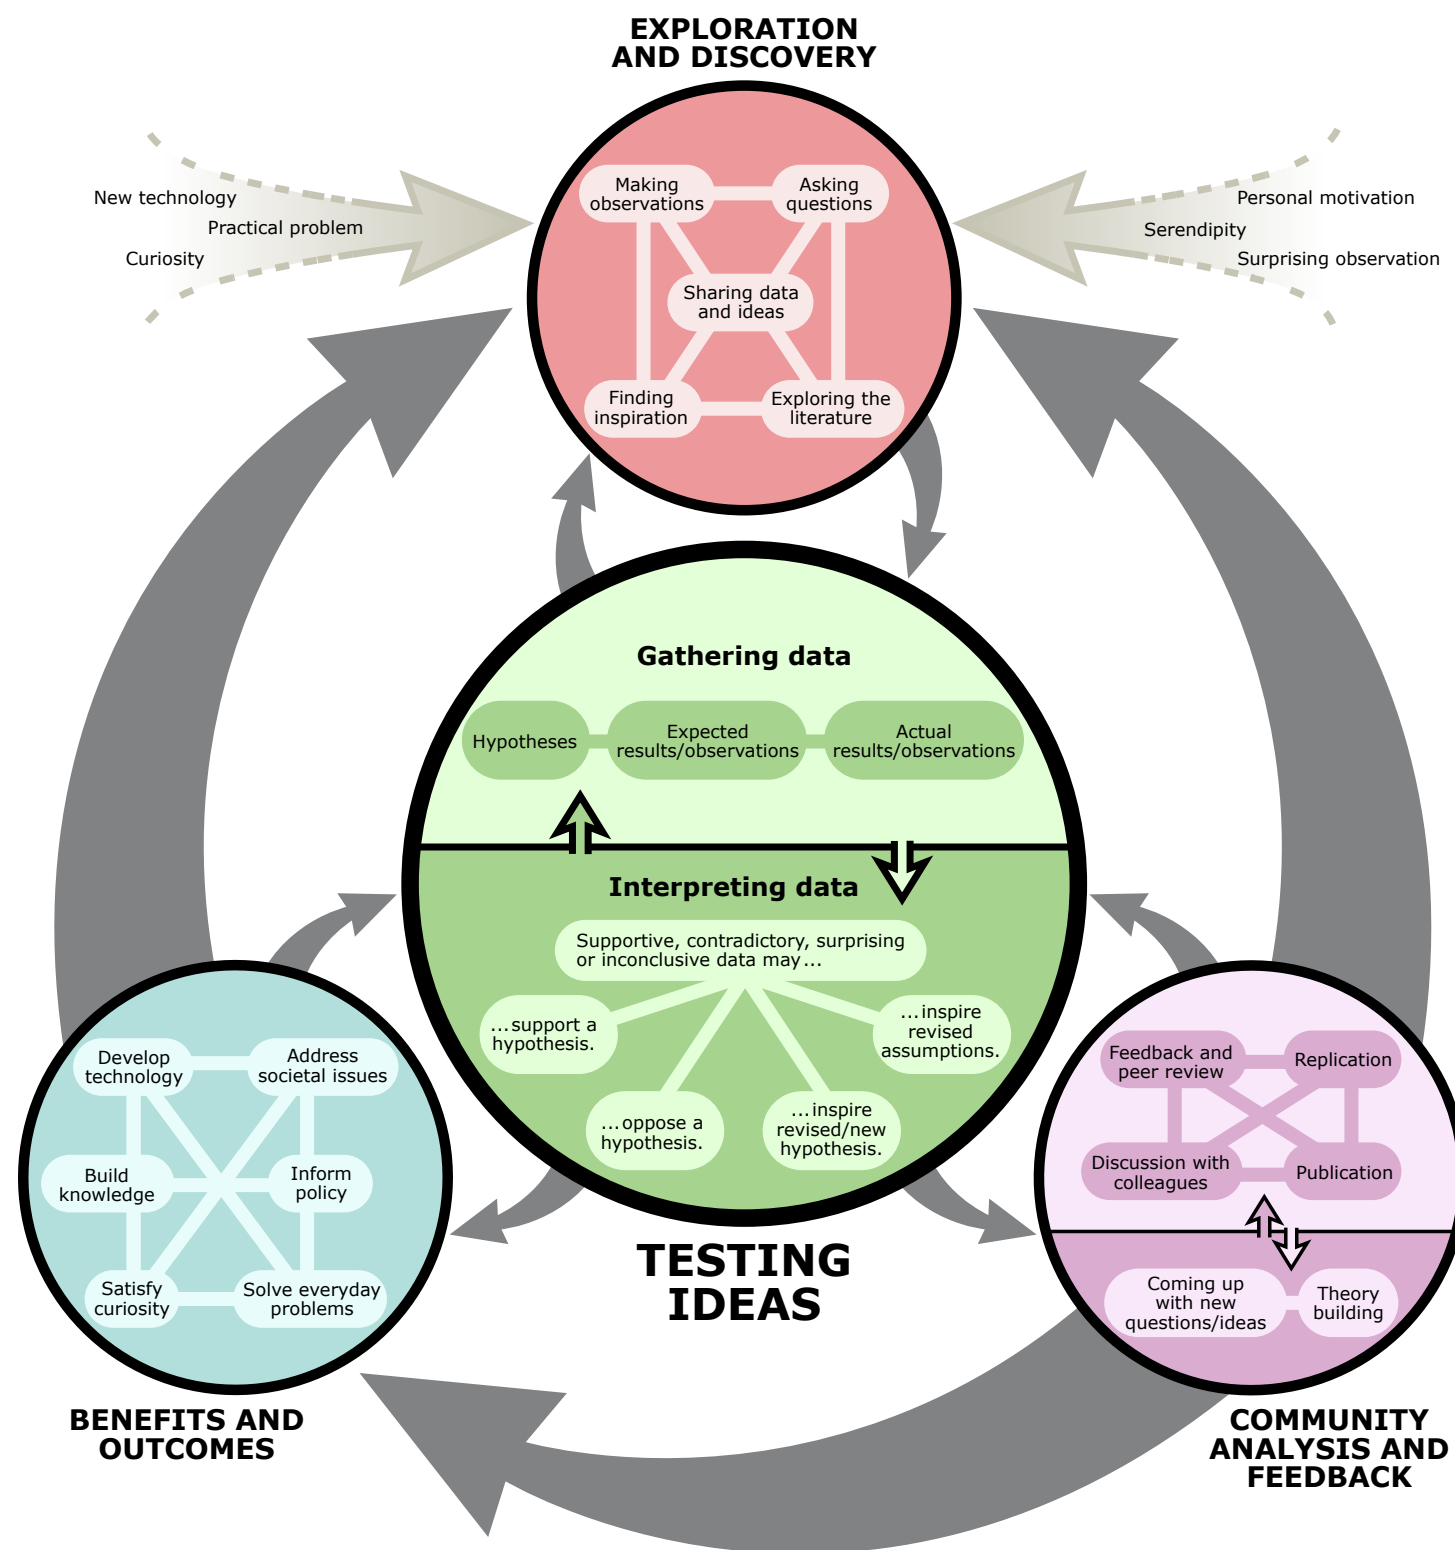 EXPLORATION
AND DISCOVERY
New technology
Practical problem
Curiosity
Personal motivation
Serendipity
Surprising observation
Making
observations
Asking
questions
Sharing data
and ideas
Finding
inspiration
Exploring the
literature
Gathering data
Hypotheses
Expected
results/observations
Actual
results/observations
Interpreting data
Supportive, contradictory, surprising
or inconclusive data may...
...support a
hypothesis.
...oppose a
hypothesis.
...inspire
revised/new
hypothesis.
...inspire
revised
assumptions.
TESTING
IDEAS
Develop
technology
Address
societal issues
Build
knowledge
Inform
policy
Satisfy
curiosity
Solve everyday
problems
BENEFITS AND
OUTCOMES
Feedback and
peer review
Replication
Discussion with
colleagues
Publication
Coming up
with new
questions/ideas
Theory
building
COMMUNITY
ANALYSIS AND
FEEDBACK